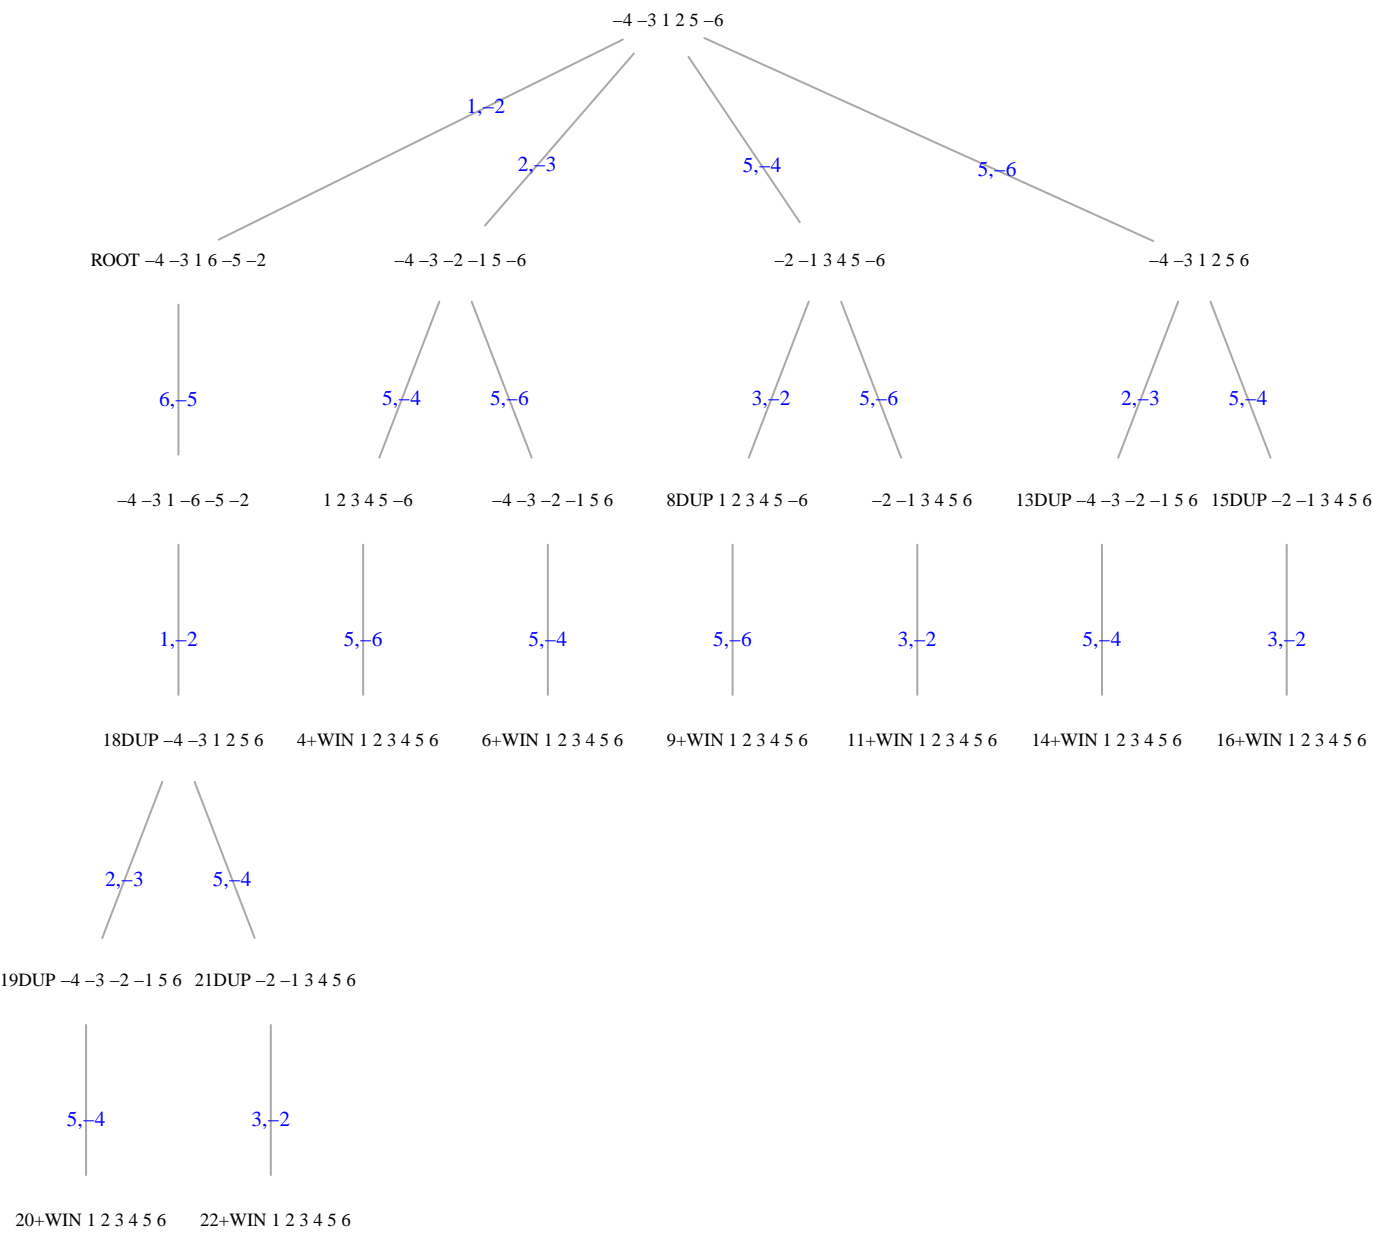 –4 –3 1 2 5 –6
1,–2
2,–3
5,–4
5,–6
ROOT –4 –3 1 6 –5 –2
–4 –3 –2 –1 5 –6
–2 –1 3 4 5 –6
–4 –3 1 2 5 6
6,–5
5,–4
5,–6
3,–2
5,–6
2,–3
5,–4
–4 –3 1 –6 –5 –2
1 2 3 4 5 –6
–4 –3 –2 –1 5 6
8DUP 1 2 3 4 5 –6
–2 –1 3 4 5 6
13DUP –4 –3 –2 –1 5 6
15DUP –2 –1 3 4 5 6
1,–2
5,–6
5,–4
5,–6
3,–2
5,–4
3,–2
18DUP –4 –3 1 2 5 6
4+WIN 1 2 3 4 5 6
6+WIN 1 2 3 4 5 6
9+WIN 1 2 3 4 5 6
11+WIN 1 2 3 4 5 6
14+WIN 1 2 3 4 5 6
16+WIN 1 2 3 4 5 6
2,–3
5,–4
19DUP –4 –3 –2 –1 5 6
21DUP –2 –1 3 4 5 6
5,–4
3,–2
20+WIN 1 2 3 4 5 6
22+WIN 1 2 3 4 5 6